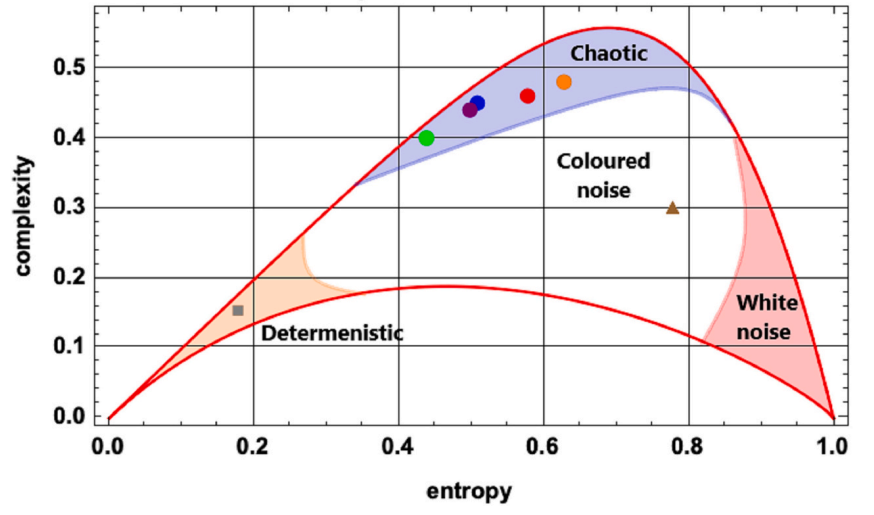 0.5
0.4
0.3
0.2
0.1
0.0
complexity
Chaotic
Coloured
noise
Determenistic
White
noise
0.0 0.2 0.4 0.6 0.8 1.0
entropy